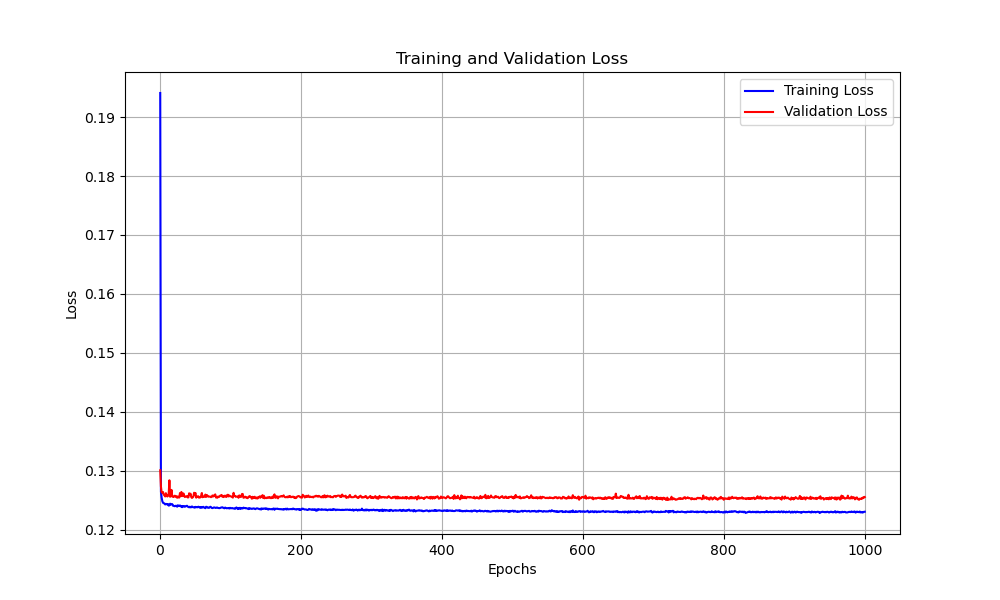 Training and Validation Loss
Training Loss
Validation Loss
0.19
0.18
0.17
0.16
0.15
0.14
0.13
0.12
Loss
0
200
400
600
800
1000
Epochs